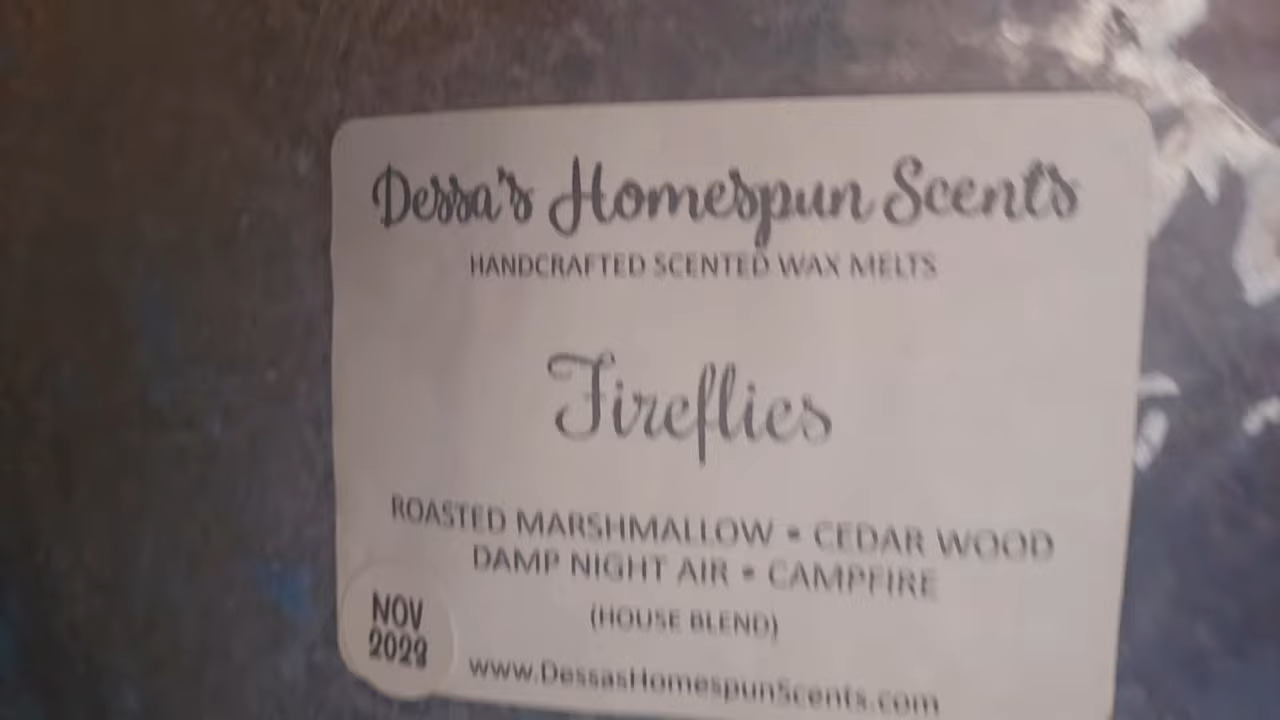 Dessa's Homespun Scents
HANDCRAFTED SCENTED WAX MELTS
Fireflies
ROASTED MARSHMALLOW • CEDAR WOOD
DAMP NIGHT AIR • CAMPFIRE
(HOUSE BLEND)
NOV
www.DessasHomespunScents.com